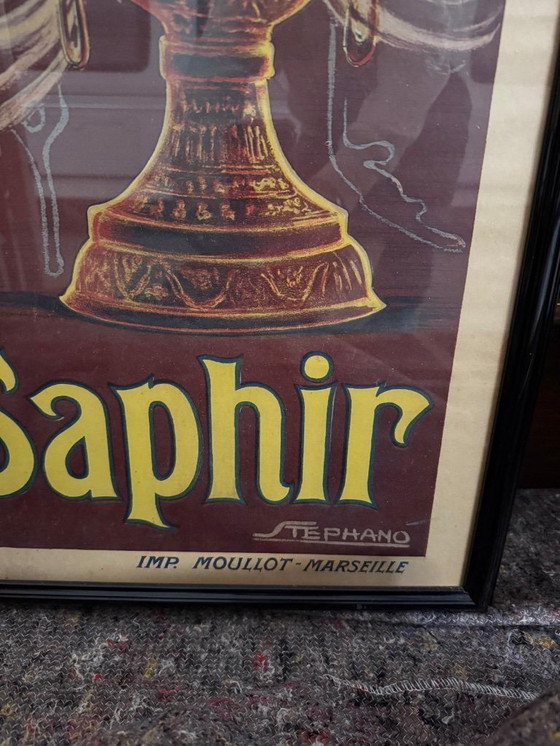 Saphir
STEPHANO
IMP. MOULLOT - MARSEILLE